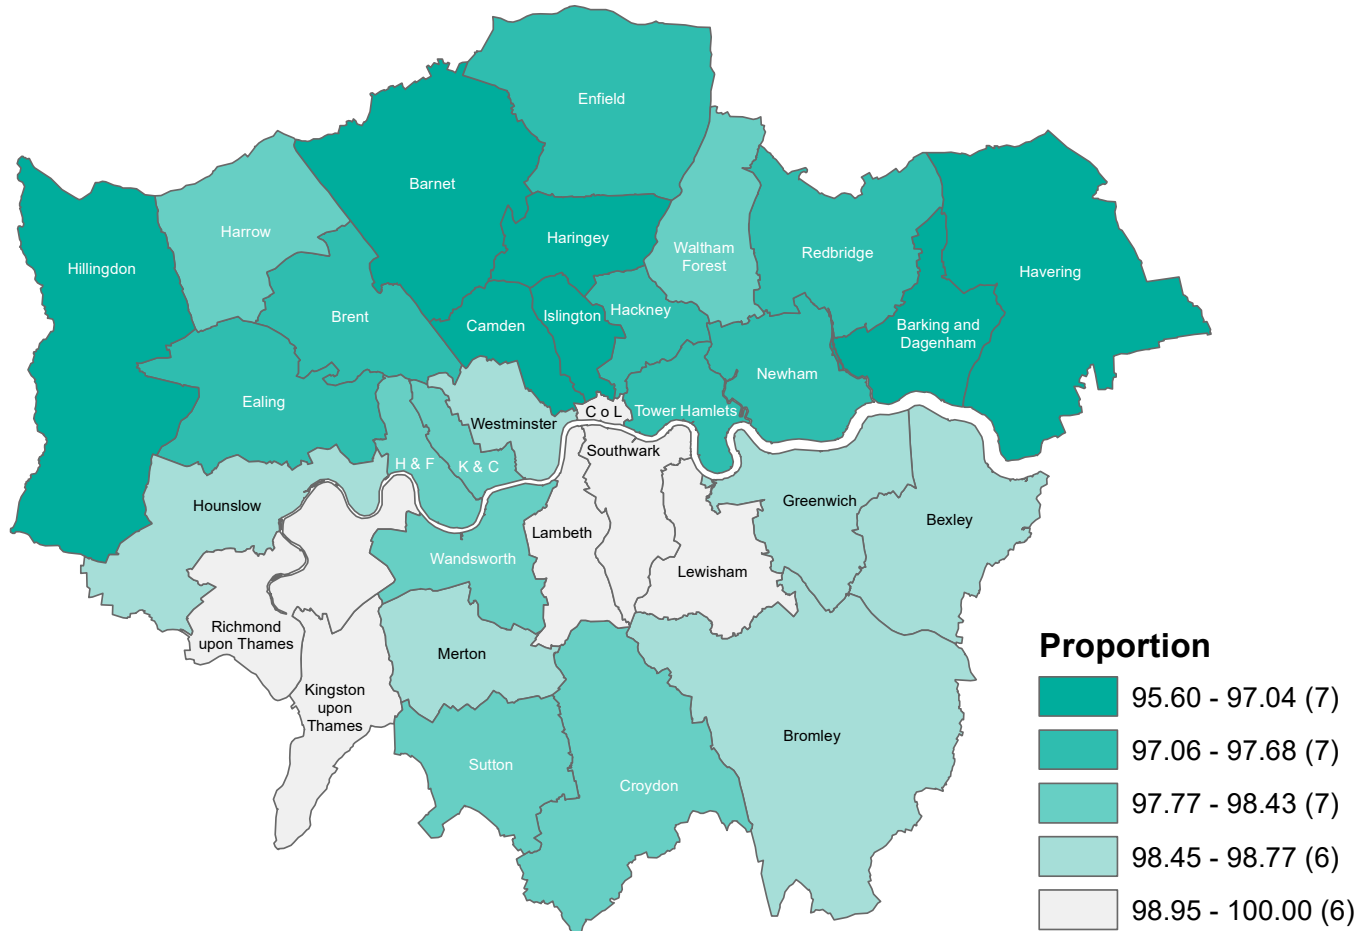 Enfield
Barnet
Harrow
Haringey
Waltham
Forest
Redbridge
Hillingdon
Havering
Brent
Camden
Islington
Hackney
Barking and
Dagenham
Newham
Ealing
Westminster
C o L
Tower Hamlets
Southwark
H & F
K & C
Hounslow
Greenwich
Bexley
Lambeth
Wandsworth
Lewisham
Richmond
upon Thames
Merton
Kingston
upon
Thames
Bromley
Sutton
Croydon
Proportion
95.60 - 97.04 (7)
97.06 - 97.68 (7)
97.77 - 98.43 (7)
98.45 - 98.77 (6)
98.95 - 100.00 (6)